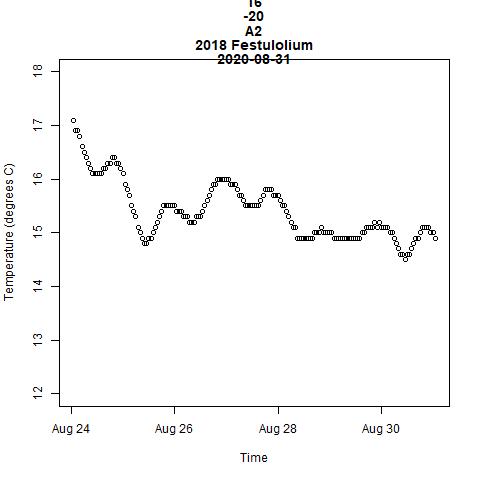 16
-20
A2
2018 Festulolium
2020-08-31
Temperature (degrees C)
18
17
16
15
14
13
12
Aug 24
Aug 26
Aug 28
Aug 30
Time